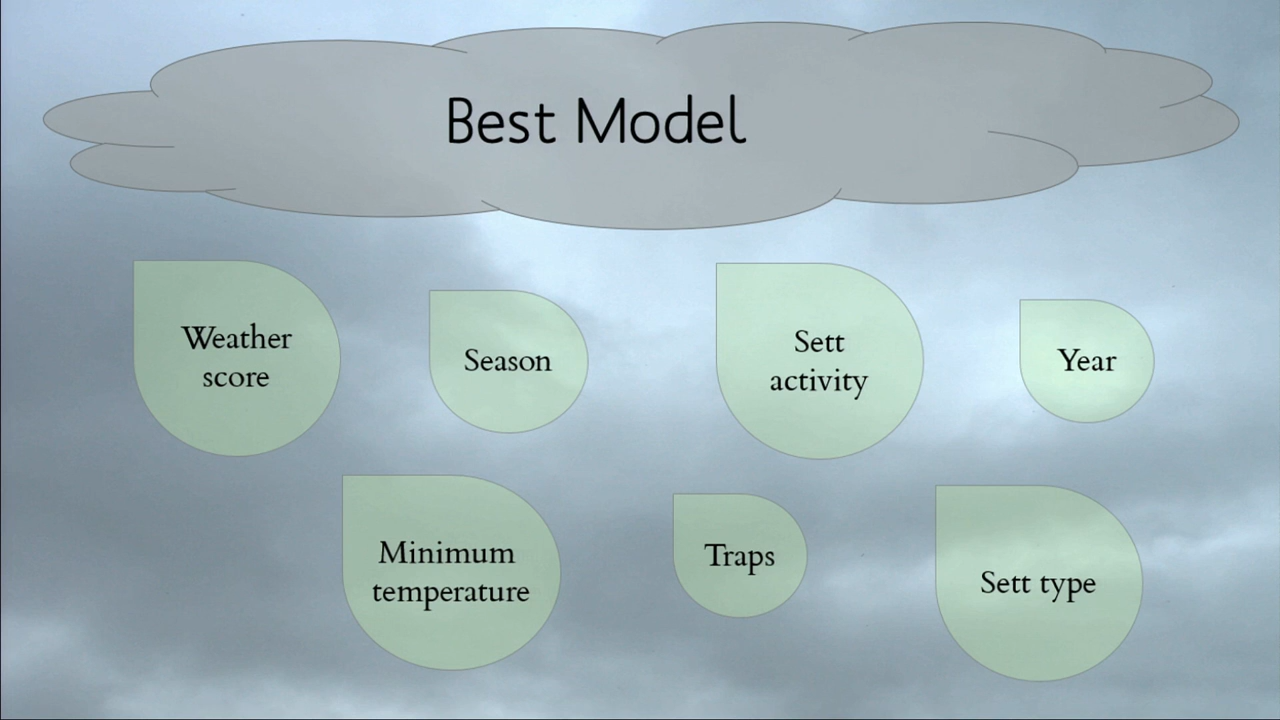 Best Model
Weather
score
Season
Sett
activity
Year
Minimum
temperature
Traps
Sett type